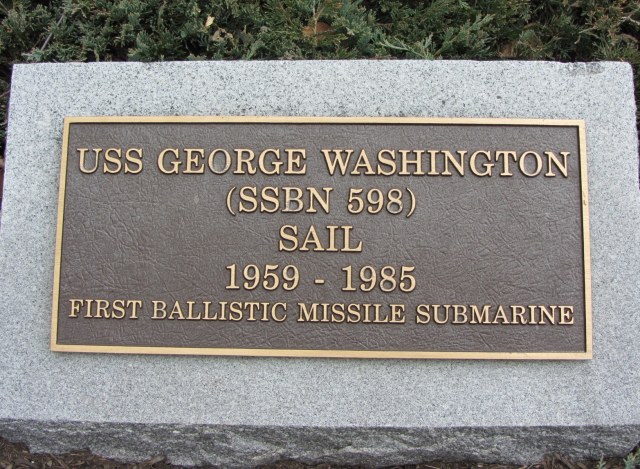 USS GEORGE WASHINGTON
(SSBN 598)
SAIL
1959 - 1985
FIRST BALLISTIC MISSILE SUBMARINE